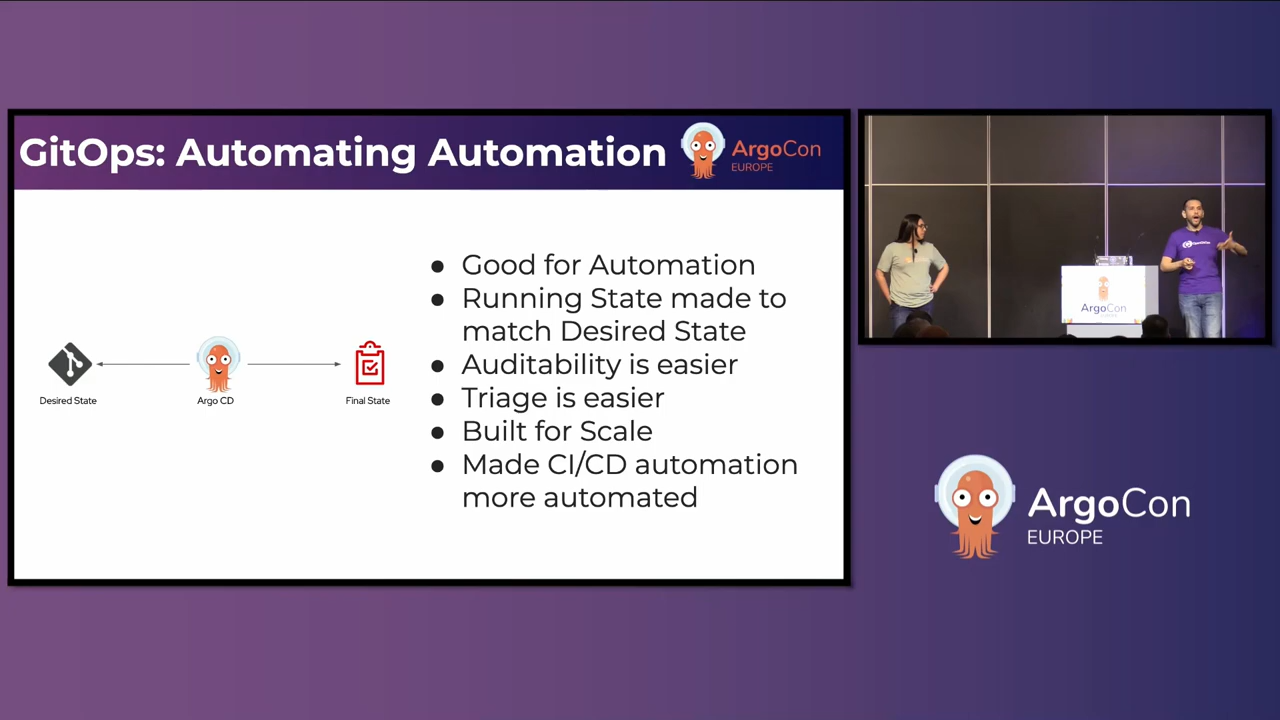 GitOps: Automating Automation
ArgoCon
EUROPE
● Good for Automation
● Running State made to
match Desired State
● Auditability is easier
● Triage is easier
● Built for Scale
● Made CI/CD automation
more automated
Desired State
Argo CD
Final State
ArgoCon
ArgoCon
EUROPE